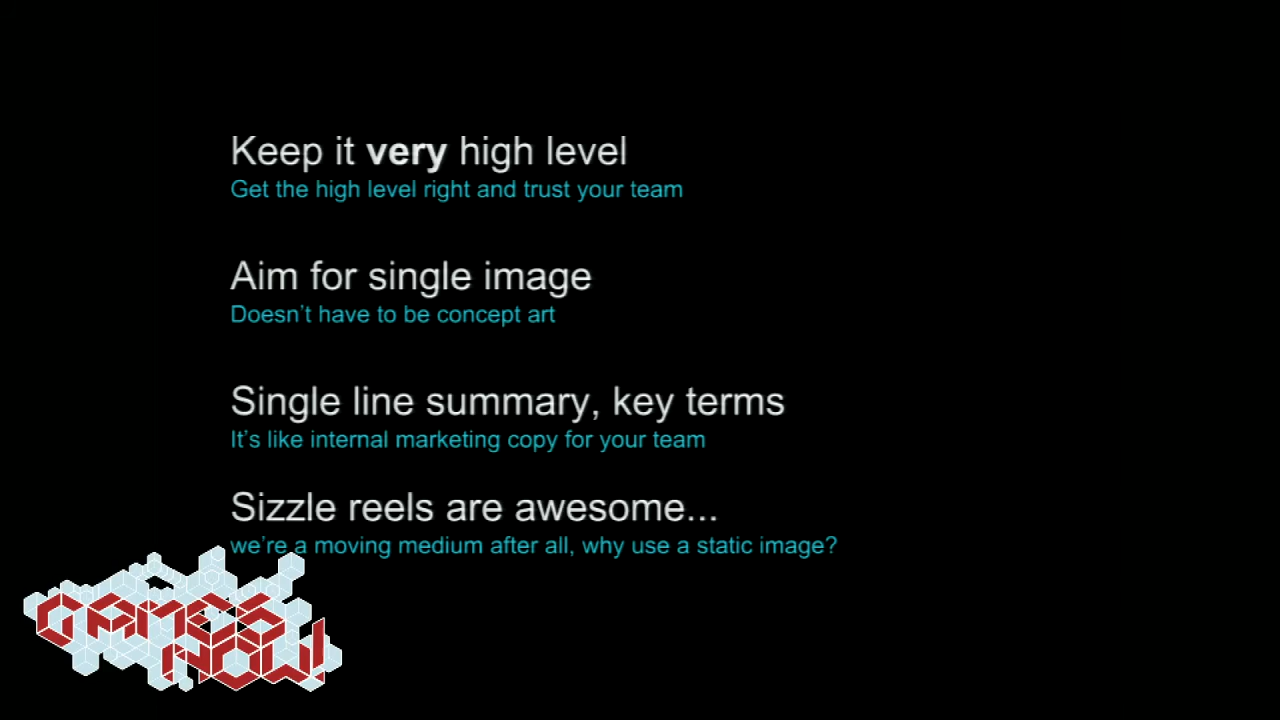 Keep it very high level
Get the high level right and trust your team
Aim for single image
Doesn’t have to be concept art
Single line summary, key terms
It’s like internal marketing copy for your team
Sizzle reels are awesome...
we’re a moving medium after all, why use a static image?
GAMES
NOW!